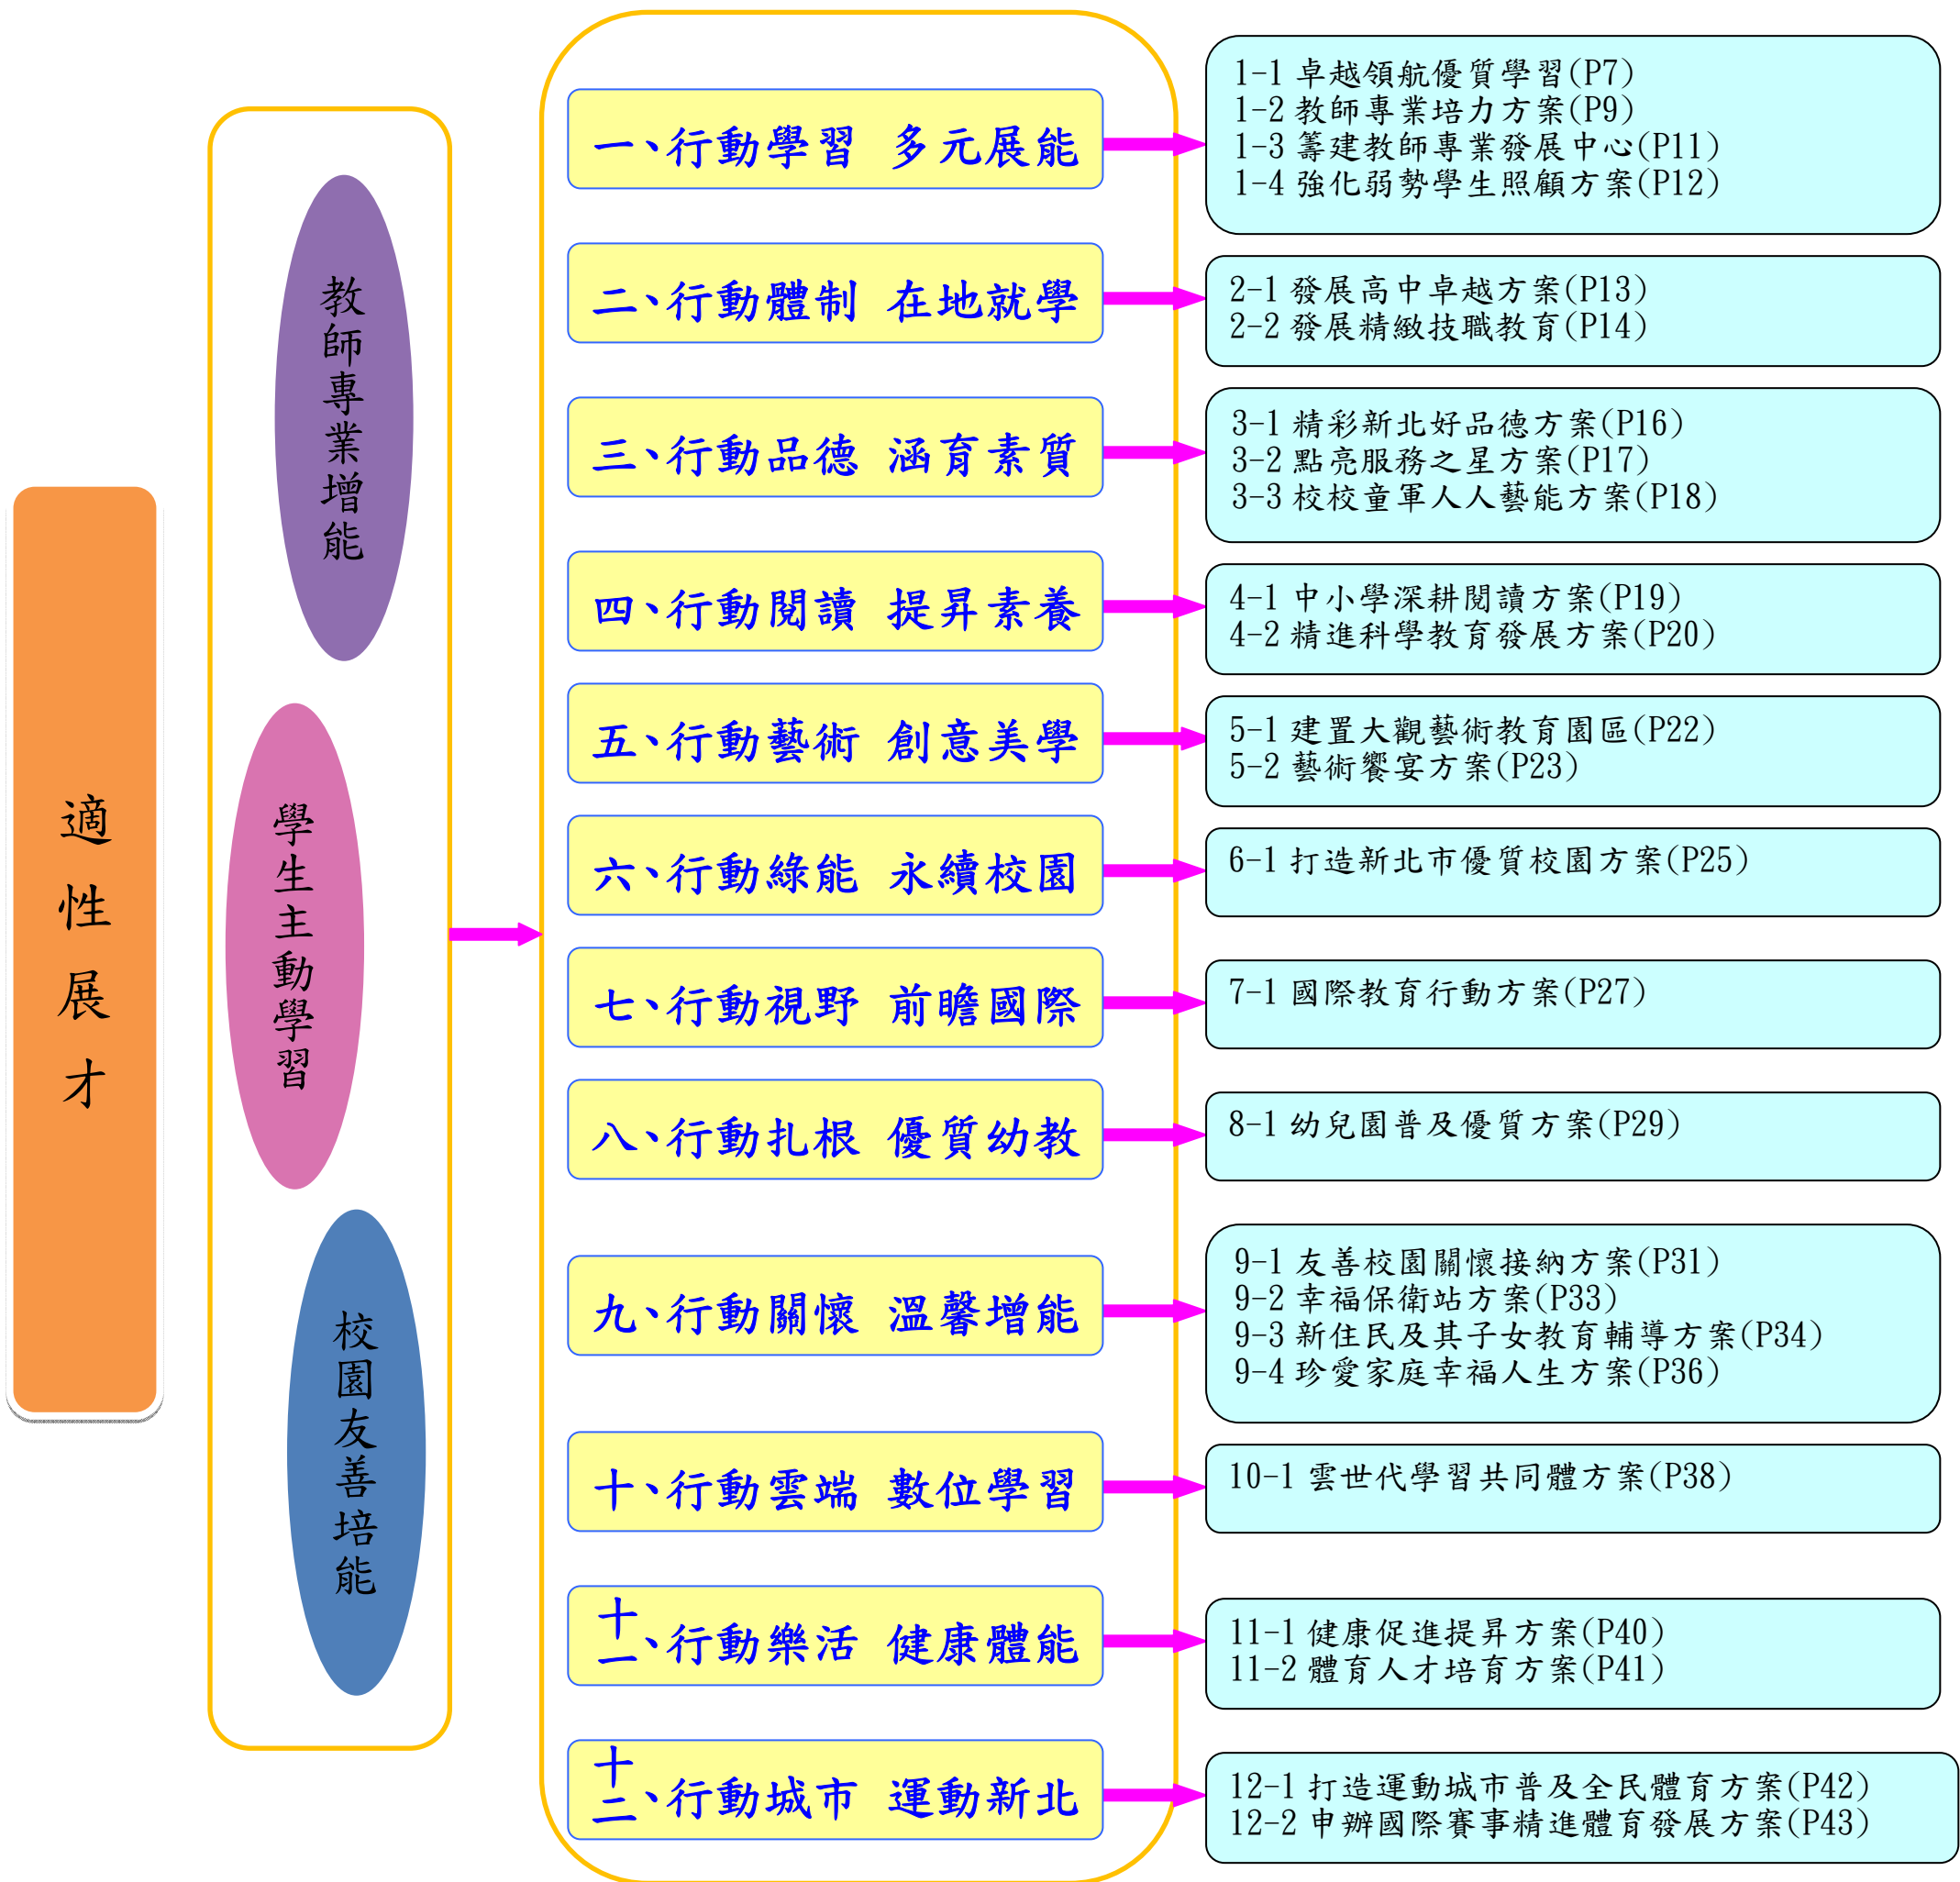 適性展才
教師專業增能
學生主動學習
校園友善培能
一、行動學習 多元展能
1-1 卓越領航優質學習(P7)
1-2 教師專業培力方案(P9)
1-3 籌建教師專業發展中心(P11)
1-4 強化弱勢學生照顧方案(P12)
二、行動體制 在地就學
2-1 發展高中卓越方案(P13)
2-2 發展精緻技職教育(P14)
三、行動品德 涵育素質
3-1 精彩新北好品德方案(P16)
3-2 點亮服務之星方案(P17)
3-3 校校童軍人人藝能方案(P18)
四、行動閱讀 提昇素養
4-1 中小學深耕閱讀方案(P19)
4-2 精進科學教育發展方案(P20)
五、行動藝術 創意美學
5-1 建置大觀藝術教育園區(P22)
5-2 藝術饗宴方案(P23)
六、行動綠能 永續校園
6-1 打造新北市優質校園方案(P25)
七、行動視野 前瞻國際
7-1 國際教育行動方案(P27)
八、行動扎根 優質幼教
8-1 幼兒園普及優質方案(P29)
九、行動關懷 溫馨增能
9-1 友善校園關懷接納方案(P31)
9-2 幸福保衛站方案(P33)
9-3 新住民及其子女教育輔導方案(P34)
9-4 珍愛家庭幸福人生方案(P36)
十、行動雲端 數位學習
10-1 雲世代學習共同體方案(P38)
十一、行動樂活 健康體能
11-1 健康促進提昇方案(P40)
11-2 體育人才培育方案(P41)
十二、行動城市 運動新北
12-1 打造運動城市普及全民體育方案(P42)
12-2 申辦國際賽事精進體育發展方案(P43)